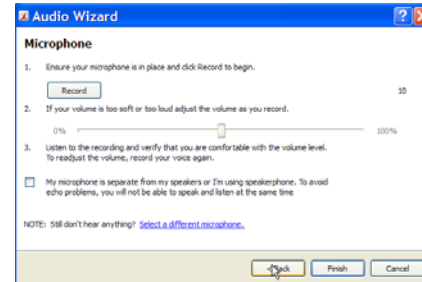 Audio Wizard
Microphone
1. Ensure your microphone is in place and click Record to begin.
Record
10
2. If your volume is too soft or too loud adjust the volume as you record.
0% 100%
3. Listen to the recording and verify that you are comfortable with the volume level.
To readjust the volume, record your voice again.
My microphone is separate from my speakers or I'm using speakerphone. To avoid
echo problems, you will not be able to speak and listen at the same time
NOTE: Still don't hear anything? Select a different microphone.
<Back Finish Cancel